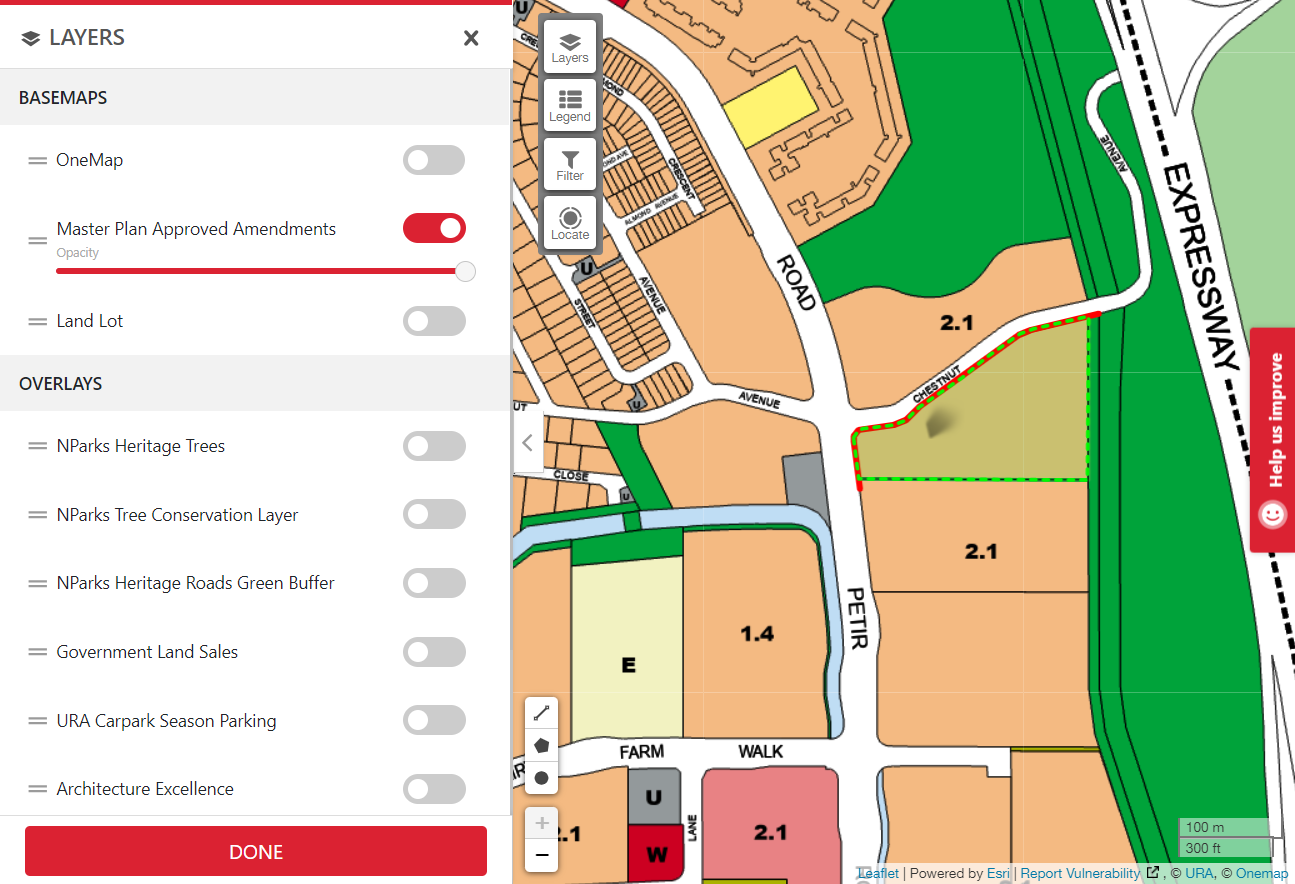 LAYERS
BASEMAPS
OneMap
Master Plan Approved Amendments
Opacity
Land Lot
OVERLAYS
NParks Heritage Trees
NParks Tree Conservation Layer
NParks Heritage Roads Green Buffer
Government Land Sales
URA Carpark Season Parking
Architecture Excellence
DONE
Layers
Legend
Filter
Locate
U
CRESCENT
ALMOND AVENUE
ROAD
U
STREET
AVENUE
U
AVENUE
CLOSE
U
2.1
CHESTNUT
AVENUE
EXPRESSWAY
2.1
PETIR
1.4
E
FARM WALK
U
W
LANE
2.1
2.1
Help us improve
+
−
100 m
300 ft
Leaflet | Powered by Esri | Report Vulnerability , © URA, © Onemap